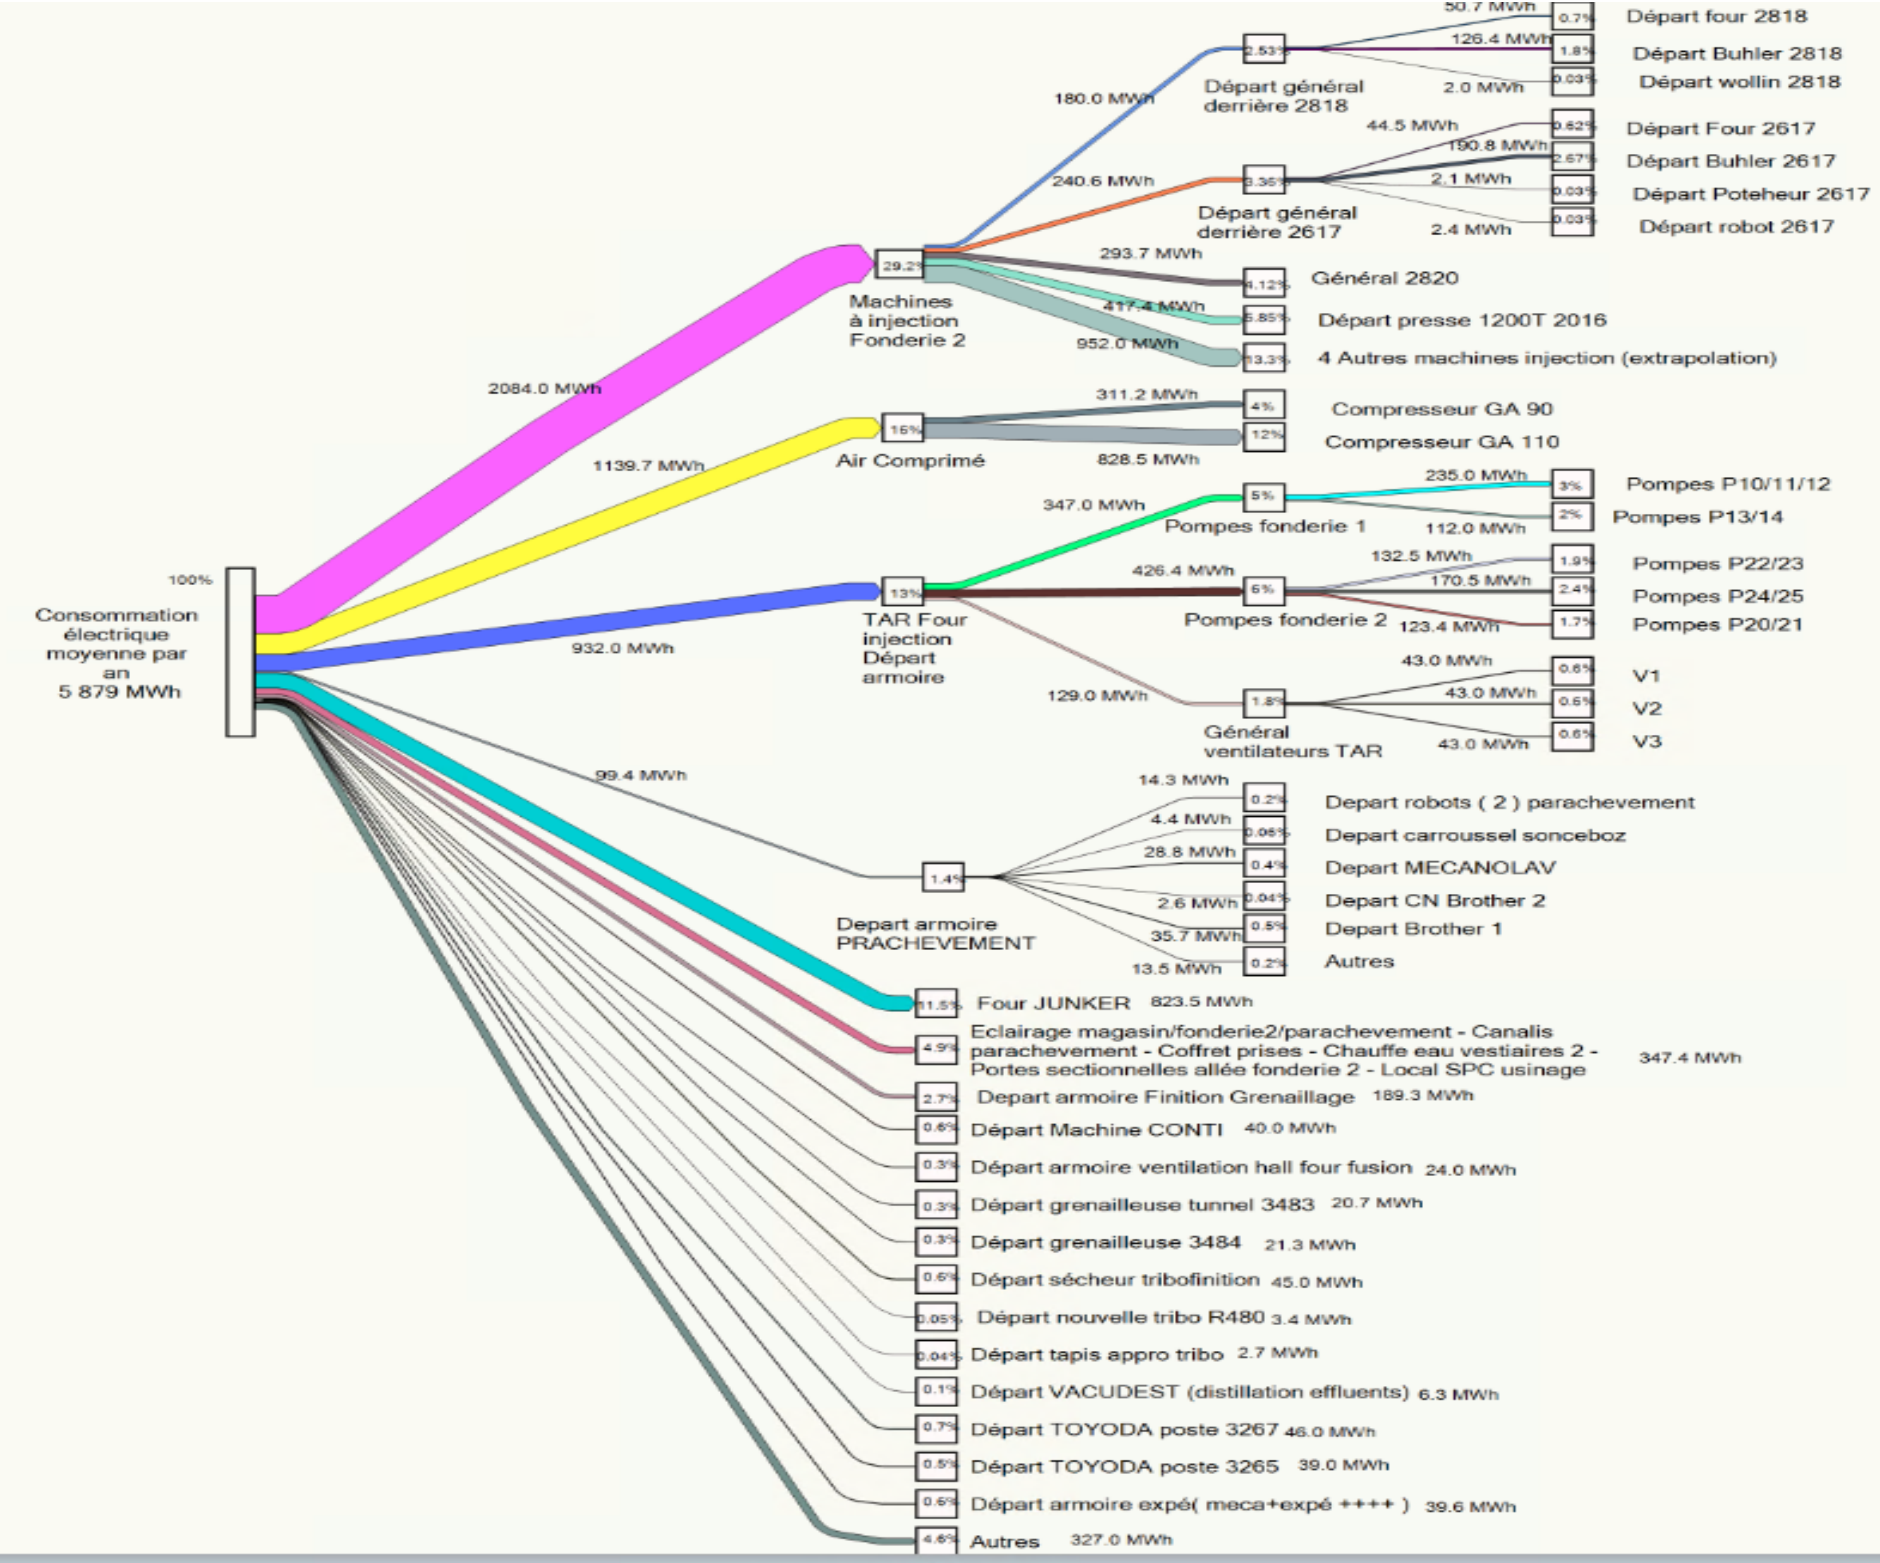 50.7 MWh
0.7%
Départ four 2818
126.4 MWh
1.8%
Départ Buhler 2818
2.53%
0.03%
Départ wollin 2818
2.0 MWh
Départ général
derrière 2818
180.0 MWh
44.5 MWh
0.62%
Départ Four 2617
190.8 MWh
2.67%
Départ Buhler 2617
240.6 MWh
3.36%
2.1 MWh
0.03%
Départ Poteheur 2617
Départ général
derrière 2617
2.4 MWh
0.03%
Départ robot 2617
293.7 MWh
29.2%
4.12%
Général 2820
Machines
à injection
Fonderie 2
417.4 MWh
5.85%
Départ presse 1200T 2016
952.0 MWh
13.3%
4 Autres machines injection (extrapolation)
2084.0 MWh
311.2 MWh
4%
Compresseur GA 90
16%
12%
Compresseur GA 110
Air Comprimé
828.5 MWh
1139.7 MWh
235.0 MWh
3%
Pompes P10/11/12
347.0 MWh
5%
Pompes fonderie 1
112.0 MWh
2%
Pompes P13/14
132.5 MWh
1.9%
Pompes P22/23
426.4 MWh
170.5 MWh
2.4%
Pompes P24/25
13%
6%
Pompes fonderie 2
123.4 MWh
1.7%
Pompes P20/21
100%
Consommation
électrique
moyenne par
an
5 879 MWh
TAR Four
injection
Départ
armoire
932.0 MWh
43.0 MWh
0.6%
V1
129.0 MWh
1.8%
43.0 MWh
0.6%
V2
Général
ventilateurs TAR
43.0 MWh
0.6%
V3
99.4 MWh
14.3 MWh
0.2%
Depart robots ( 2 ) parachevement
4.4 MWh
0.06%
Depart carroussel sonceboz
28.8 MWh
0.4%
Depart MECANOLAV
1.4%
2.6 MWh
0.04%
Depart CN Brother 2
Depart armoire
PRACHEVEMENT
35.7 MWh
0.5%
Depart Brother 1
13.5 MWh
0.2%
Autres
11.5%
Four JUNKER 823.5 MWh
4.9%
Eclairage magasin/fonderie2/parachevement - Canalis
parachevement - Coffret prises - Chauffe eau vestiaires 2 -
Portes sectionnelles allée fonderie 2 - Local SPC usinage
347.4 MWh
2.7% Depart armoire Finition Grenaillage 189.3 MWh
0.6% Départ Machine CONTI 40.0 MWh
0.3% Départ armoire ventilation hall four fusion 24.0 MWh
0.3% Départ grenailleuse tunnel 3483 20.7 MWh
0.3% Départ grenailleuse 3484 21.3 MWh
0.6% Départ sécheur tribofinition 45.0 MWh
0.05% Départ nouvelle tribo R480 3.4 MWh
0.04% Départ tapis appro tribo 2.7 MWh
0.1% Départ VACUDEST (distillation effluents) 6.3 MWh
0.7% Départ TOYODA poste 3267 46.0 MWh
0.5% Départ TOYODA poste 3265 39.0 MWh
0.6% Départ armoire expé( meca+expé ++++ ) 39.6 MWh
4.6% Autres 327.0 MWh